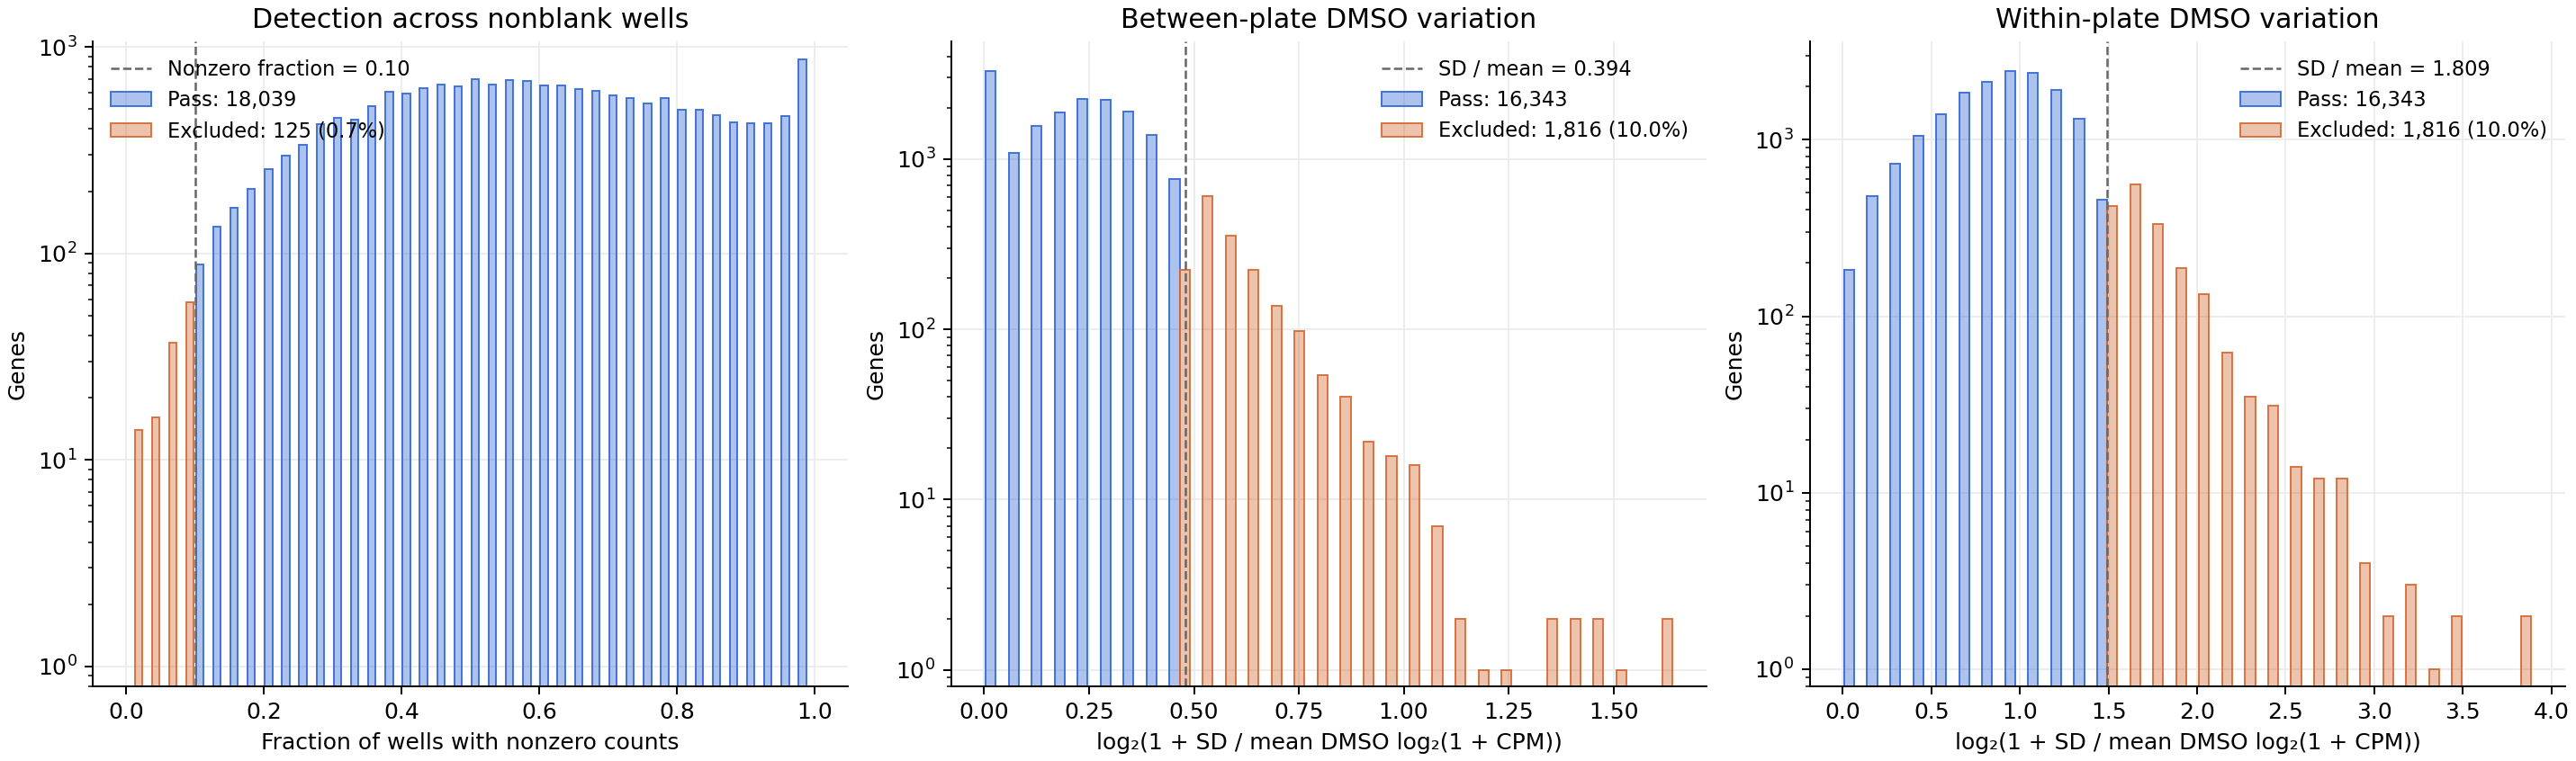 Detection across nonblank wells
Nonzero fraction = 0.10
Pass: 18,039
Excluded: 125 (0.7%)
Genes
10³
10²
10¹
10⁰
0.0 0.2 0.4 0.6 0.8 1.0
Fraction of wells with nonzero counts
Between-plate DMSO variation
SD / mean = 0.394
Pass: 16,343
Excluded: 1,816 (10.0%)
Genes
10³
10²
10¹
10⁰
0.00 0.25 0.50 0.75 1.00 1.25 1.50
log₂(1 + SD / mean DMSO log₂(1 + CPM))
Within-plate DMSO variation
SD / mean = 1.809
Pass: 16,343
Excluded: 1,816 (10.0%)
Genes
10³
10²
10¹
10⁰
0.0 0.5 1.0 1.5 2.0 2.5 3.0 3.5 4.0
log₂(1 + SD / mean DMSO log₂(1 + CPM))